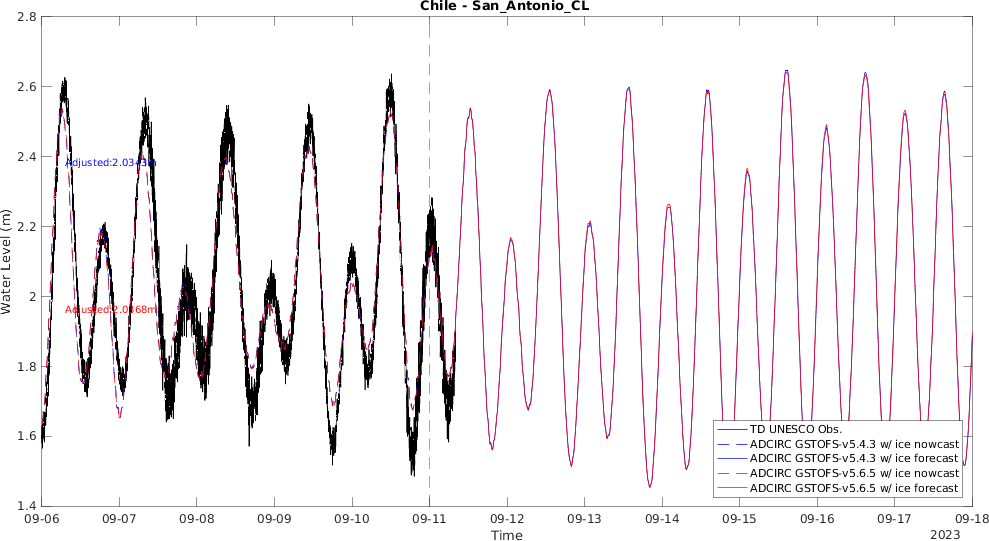 Chile - San_Antonio_CL
2.8
2.6
2.4
2.2
2
1.8
1.6
1.4
Water Level (m)
Adjusted:2.0343m
Adjusted:2.0368m
TD UNESCO Obs.
ADCIRC GSTOFS-v5.4.3 w/ ice nowcast
ADCIRC GSTOFS-v5.4.3 w/ ice forecast
ADCIRC GSTOFS-v5.6.5 w/ ice nowcast
ADCIRC GSTOFS-v5.6.5 w/ ice forecast
09-06 09-07 09-08 09-09 09-10 09-11 09-12 09-13 09-14 09-15 09-16 09-17 09-18
Time
2023